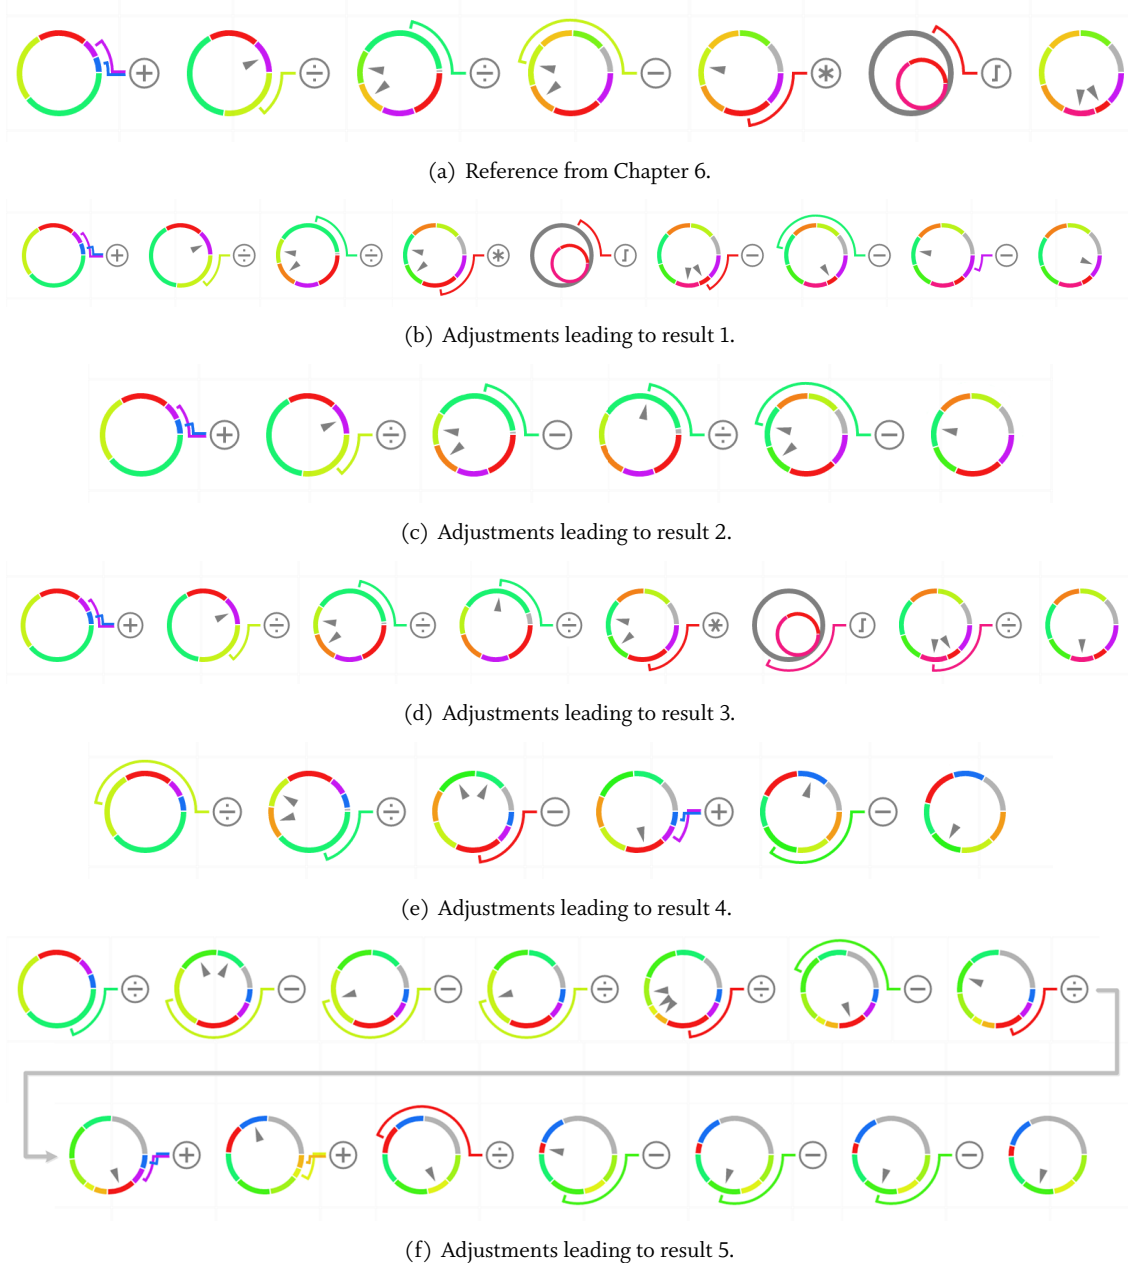 (a) Reference from Chapter 6.
(b) Adjustments leading to result 1.
(c) Adjustments leading to result 2.
(d) Adjustments leading to result 3.
(e) Adjustments leading to result 4.
(f) Adjustments leading to result 5.